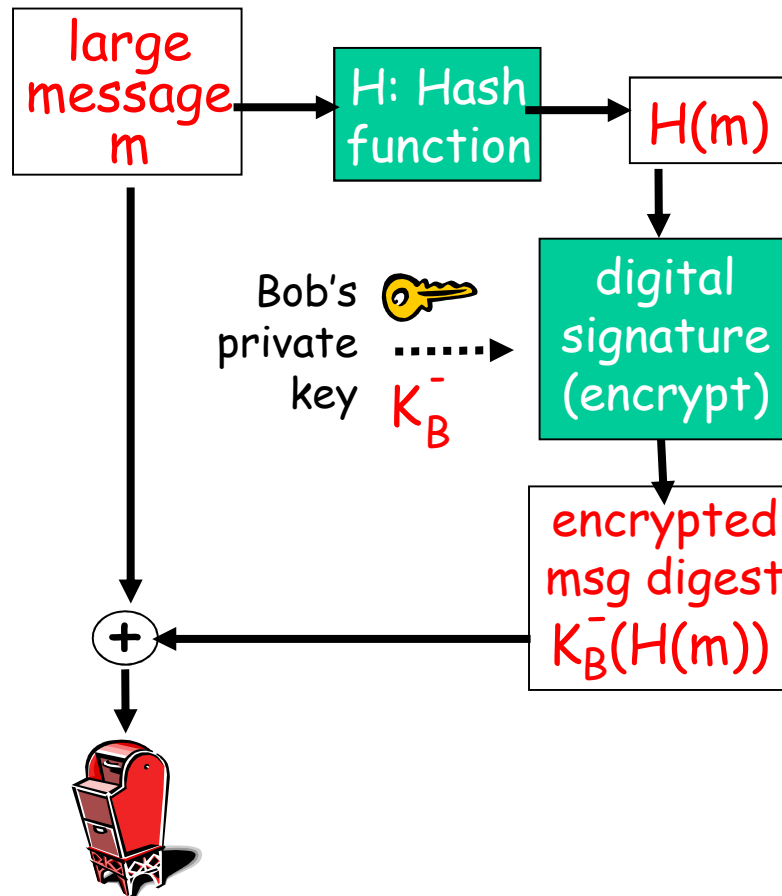 large
message
m
H: Hash
function
H(m)
Bob's
private
key
K_B^-
digital
signature
(encrypt)
encrypted
msg digest
K_B^-(H(m))
+